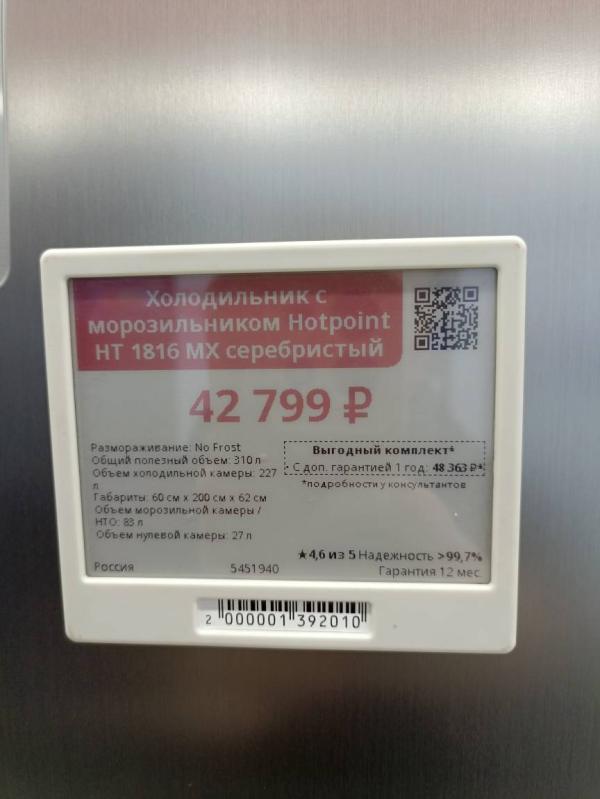 Холодильник с
морозильником Hotpoint
HT 1816 MX серебристый
42 799 ₽
Размораживание: No Frost
Общий полезный объем: 310 л
Объем холодильной камеры: 227
л
Габариты: 60 см x 200 см x 62 см
Объем морозильной камеры /
НТО: 83 л
Объем нулевой камеры: 27 л
Выгодный комплект*
· С доп. гарантией 1 год: 48 363 ₽*
*подробности у консультантов
★4,6 из 5 Надежность >99,7%
Россия 5451940 Гарантия 12 мес.
2 000001 392010